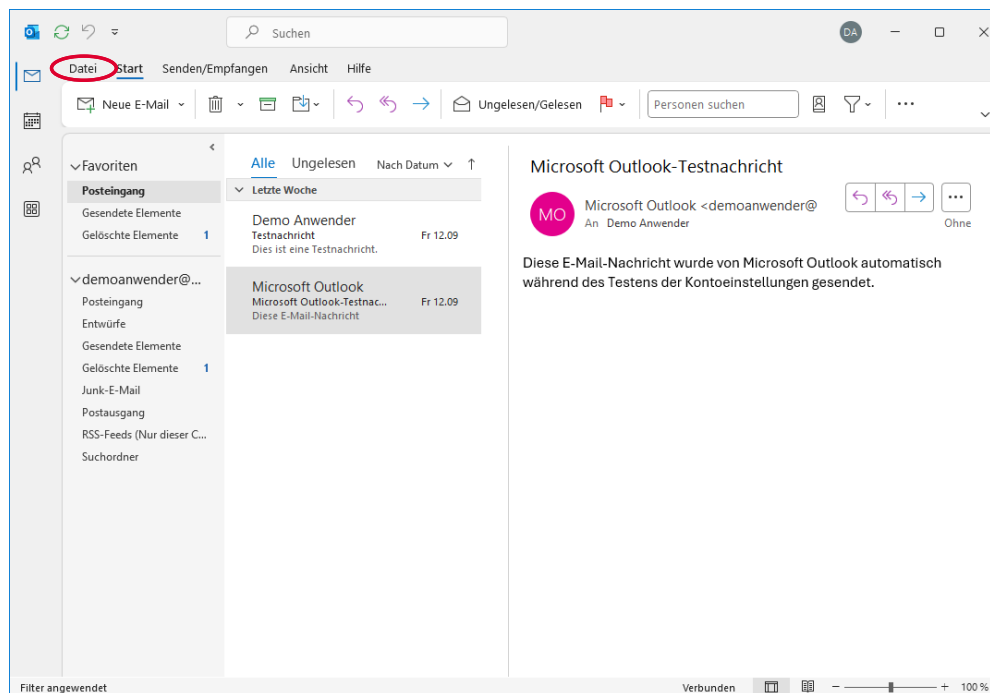 Suchen
DA
Datei Start Senden/Empfangen Ansicht Hilfe
Neue E-Mail Ungelesen/Gelesen Personen suchen
Favoriten
Posteingang
Gesendete Elemente
Gelöschte Elemente 1
demoanwender@...
Posteingang
Entwürfe
Gesendete Elemente
Gelöschte Elemente 1
Junk-E-Mail
Postausgang
RSS-Feeds (Nur dieser C...
Suchordner
Alle Ungelesen Nach Datum
Letzte Woche
Demo Anwender
Testnachricht Fr 12.09
Dies ist eine Testnachricht.
Microsoft Outlook
Microsoft Outlook-Testnac... Fr 12.09
Diese E-Mail-Nachricht
Microsoft Outlook-Testnachricht
MO
Microsoft Outlook <demoanwender@
An Demo Anwender
Ohne
Diese E-Mail-Nachricht wurde von Microsoft Outlook automatisch
während des Testens der Kontoeinstellungen gesendet.
Filter angewendet Verbunden 100 %